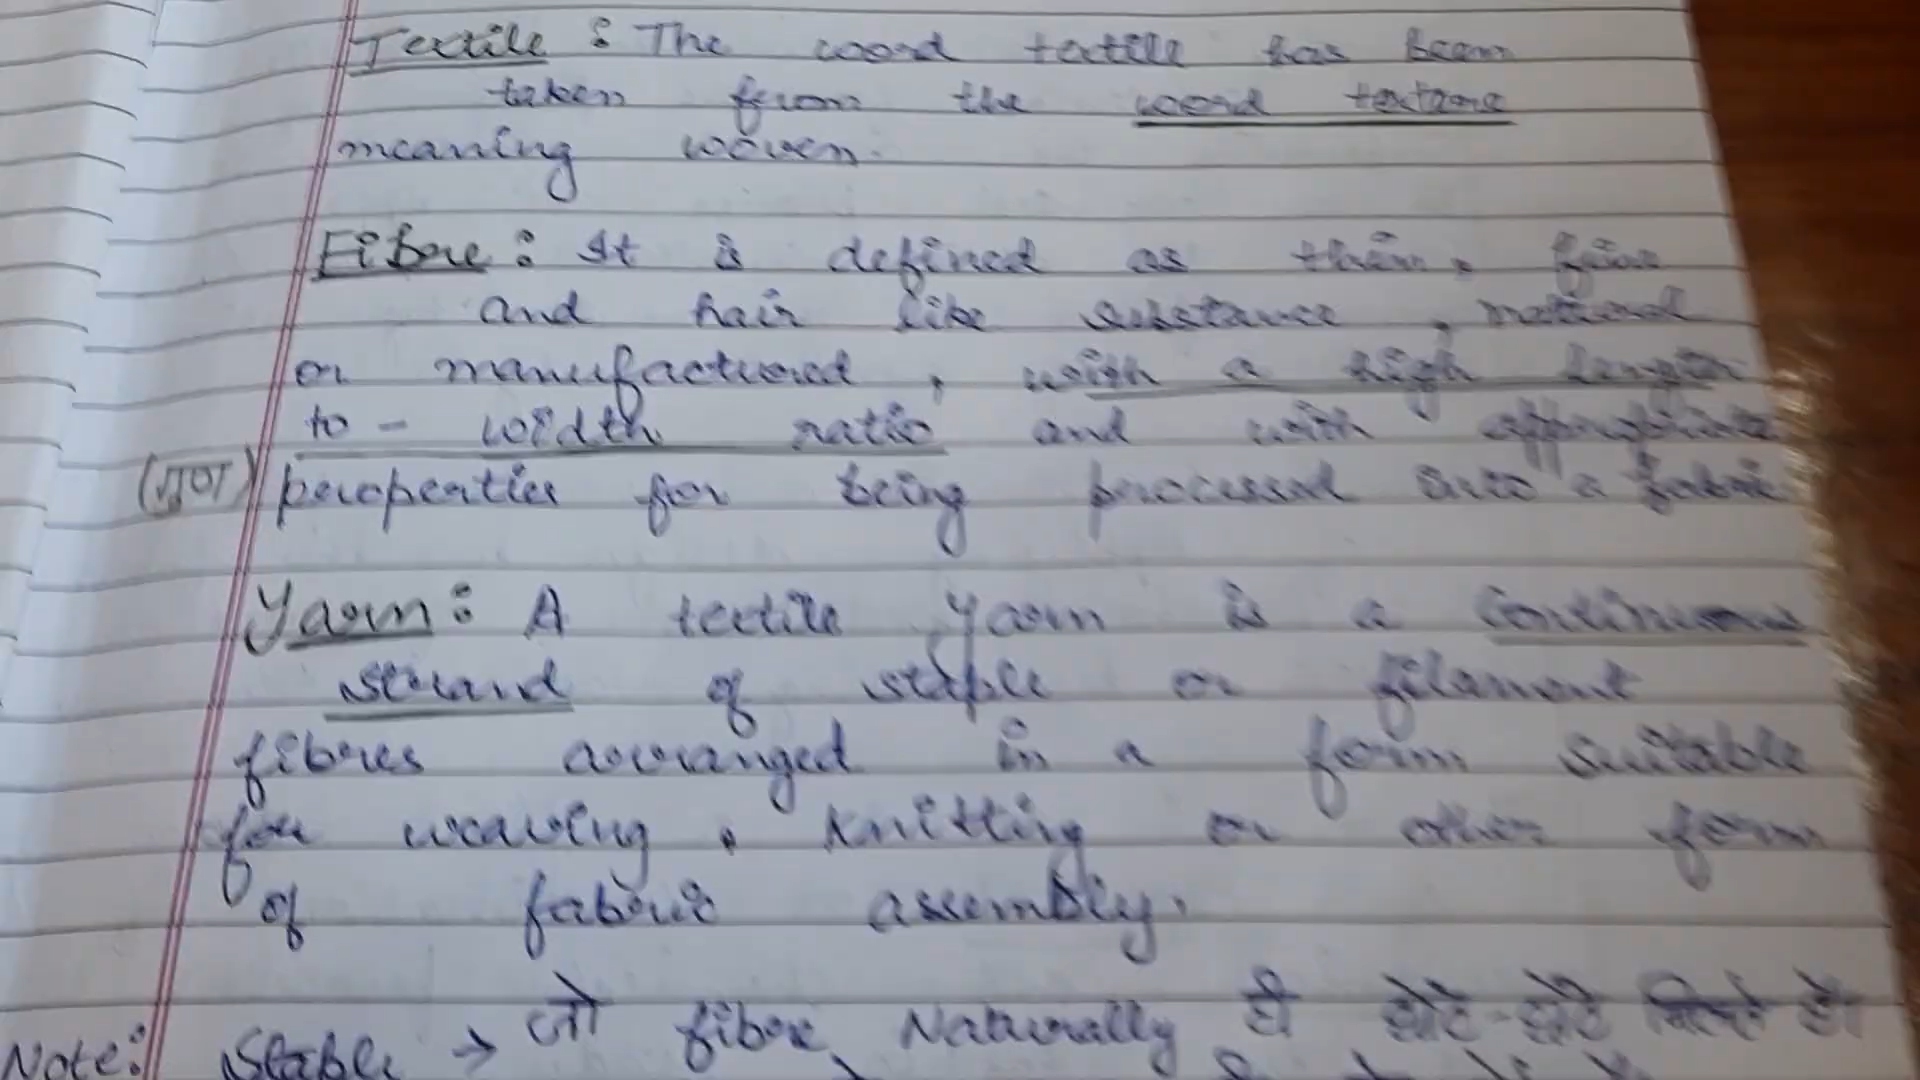 Textile : The word textile has been
taken from the word textare
meaning woven.
Fibre : It is defined as thin, fine
and hair like substance, natural
or manufactured, with a high length
to - width ratio and with appropriate
(गुण) properties for being processed into a fabric
Yarn : A textile yarn is a continuous
strand of staple or filament
fibres arranged in a form suitable
for weaving, knitting or other form
of fabric assembly.
Note: Stable → जो fibre Naturally ही छोटे-छोटे मिलते है